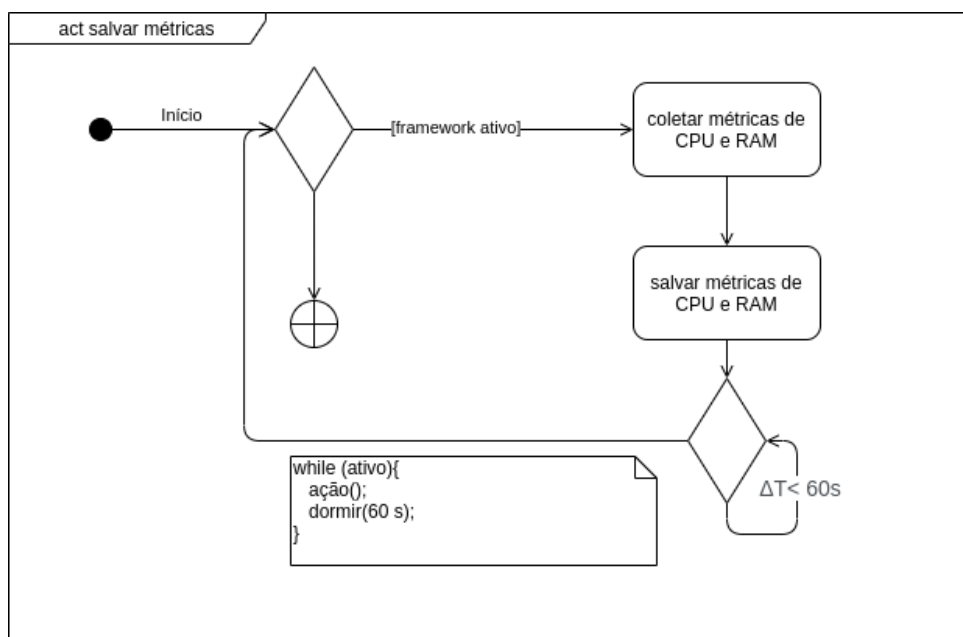 act salvar métricas
Início
[framework ativo]
coletar métricas de
CPU e RAM
salvar métricas de
CPU e RAM
ΔT< 60s
while (ativo){
   ação();
   dormir(60 s);
}